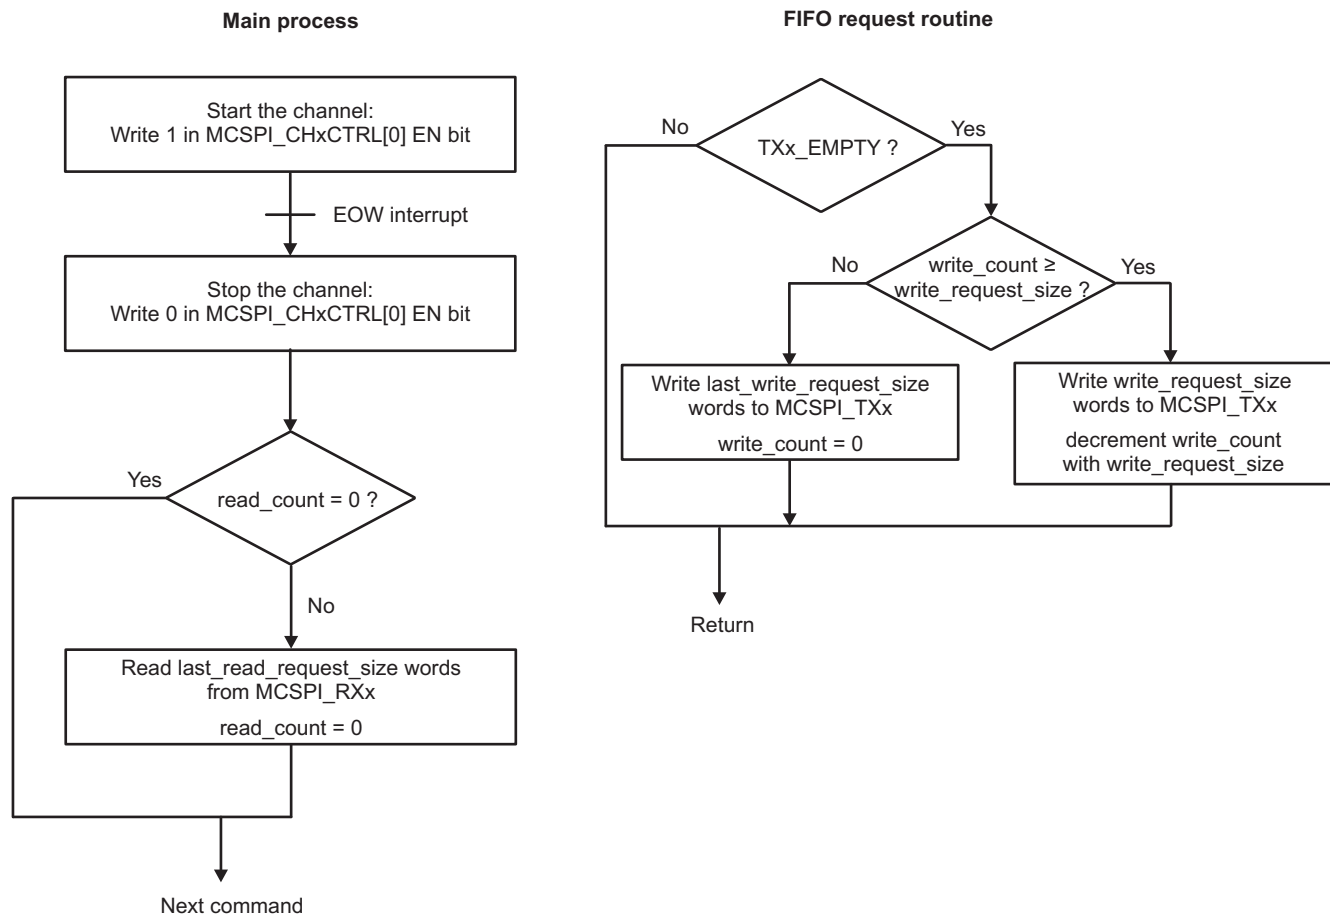 Main process
Start the channel:
Write 1 in MCSPI_CHxCTRL[0] EN bit
EOW interrupt
Stop the channel:
Write 0 in MCSPI_CHxCTRL[0] EN bit
Yes
read_count = 0 ?
No
Read last_read_request_size words
from MCSPI_RXx
read_count = 0
Next command
FIFO request routine
No
TXx_EMPTY ?
Yes
No
write_count ≥
write_request_size ?
Yes
Write last_write_request_size
words to MCSPI_TXx
write_count = 0
Write write_request_size
words to MCSPI_TXx
decrement write_count
with write_request_size
Return